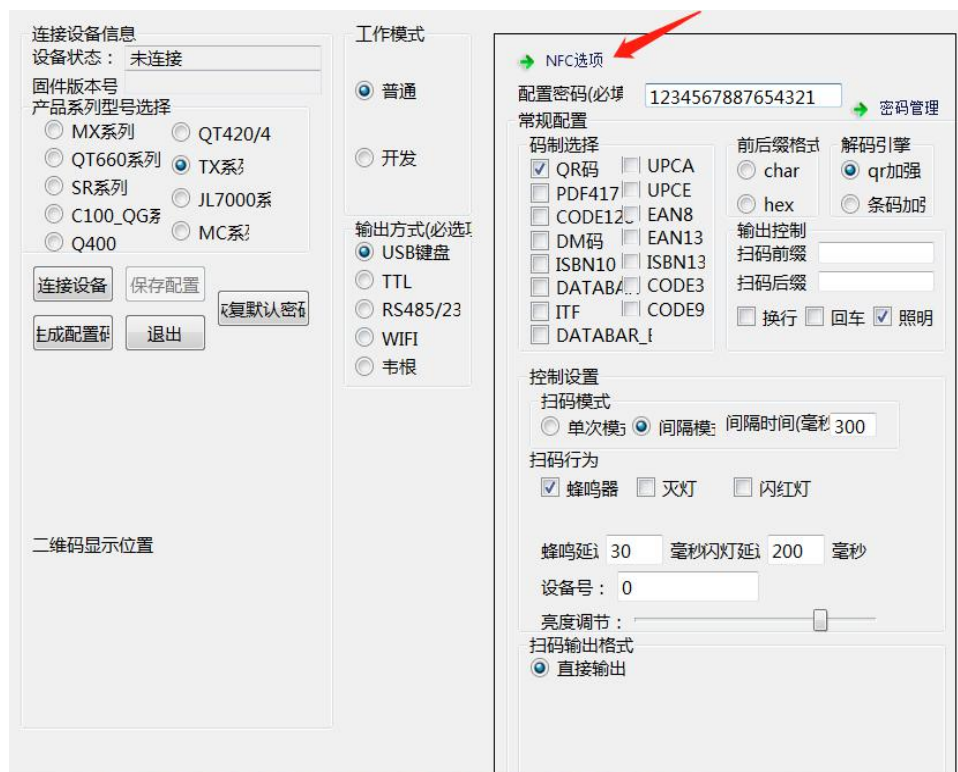 连接设备信息
设备状态： 未连接
固件版本号
产品系列型号选择
MX系列
QT420/4
QT660系列
TX系
SR系列
JL7000系
C100_QG系
MC系
Q400
连接设备
保存配置
恢复默认密码
生成配置码
退出
二维码显示位置
工作模式
普通
开发
输出方式(必选项
USB键盘
TTL
RS485/23
WIFI
韦根
NFC选项
配置密码(必填 1234567887654321
密码管理
常规配置
码制选择
QR码
UPCA
PDF417
UPCE
CODE128
EAN8
DM码
EAN13
ISBN10
ISBN13
DATABA
CODE3
ITF
CODE9
DATABAR_E
前后缀格式
char
hex
解码引擎
qr加强
条码加强
输出控制
扫码前缀
扫码后缀
换行 回车 照明
控制设置
扫码模式
单次模式 间隔模式 间隔时间(毫秒 300
扫码行为
蜂鸣器 灭灯 闪红灯
蜂鸣延迟 30 毫秒闪灯延迟 200 毫秒
设备号： 0
亮度调节：
扫码输出格式
直接输出